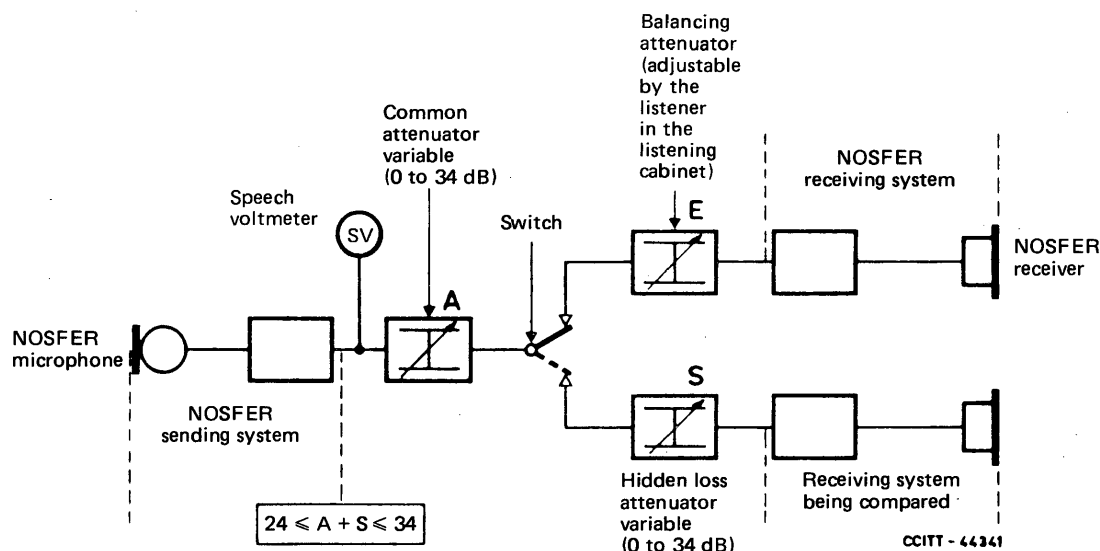 Balancing
attenuator
(adjustable
by the
listener
in the
listening
cabinet)
Common
attenuator
variable
(0 to 34 dB)
NOSFER
receiving system
Speech
voltmeter
SV
Switch
E
NOSFER
receiver
A
NOSFER
microphone
S
NOSFER
sending system
Hidden loss
attenuator
variable
(0 to 34 dB)
Receiving system
being compared
24 ⩽ A + S ⩽ 34
CCITT - 44341